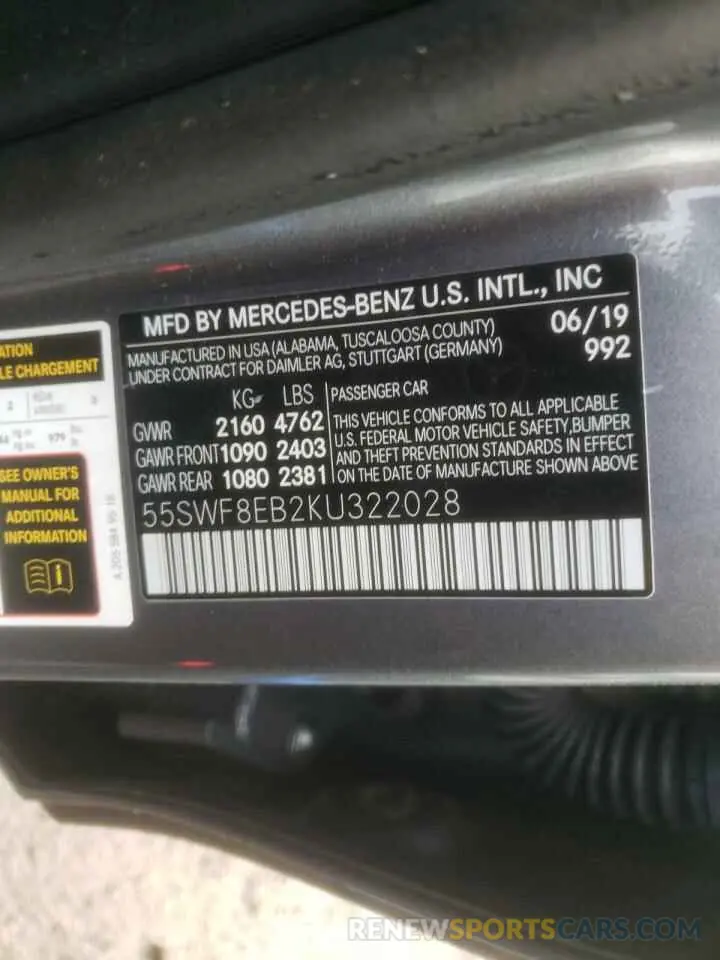 MFD BY MERCEDES-BENZ U.S. INTL., INC
MANUFACTURED IN USA (ALABAMA, TUSCALOOSA COUNTY) 06/19
UNDER CONTRACT FOR DAIMLER AG, STUTTGART (GERMANY) 992
KG LBS PASSENGER CAR
GVWR 2160 4762
GAWR FRONT 1090 2403
GAWR REAR 1080 2381
THIS VEHICLE CONFORMS TO ALL APPLICABLE
U.S. FEDERAL MOTOR VEHICLE SAFETY, BUMPER
AND THEFT PREVENTION STANDARDS IN EFFECT
ON THE DATE OF MANUFACTURE SHOWN ABOVE
55SWF8EB2KU322028
ATION
LE CHARGEMENT
2
979
SEE OWNER'S
MANUAL FOR
ADDITIONAL
INFORMATION
RENEWSPORTSCARS.COM